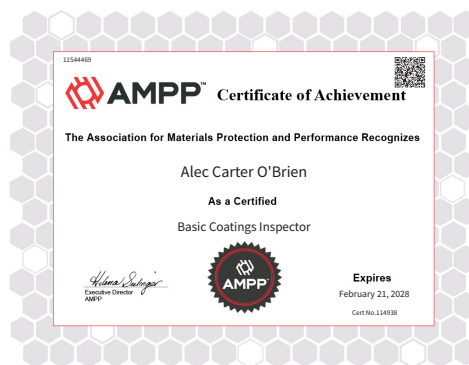 11544469
AMPP™ Certificate of Achievement
The Association for Materials Protection and Performance Recognizes
Alec Carter O'Brien
As a Certified
Basic Coatings Inspector
Executive Director
AMPP
AMPP
Expires
February 21, 2028
Cert No.114938